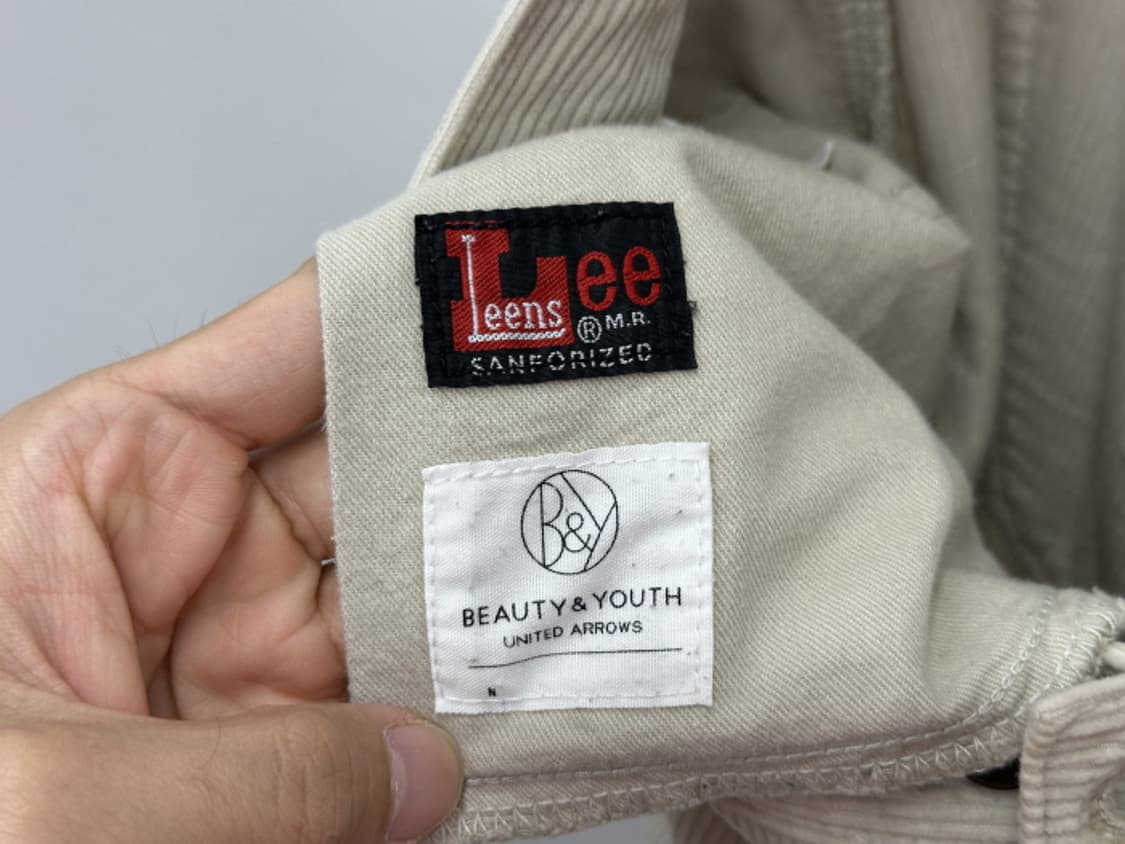 Lee
Leens
® M.R.
SANFORIZED
B&Y
BEAUTY & YOUTH
UNITED ARROWS
N